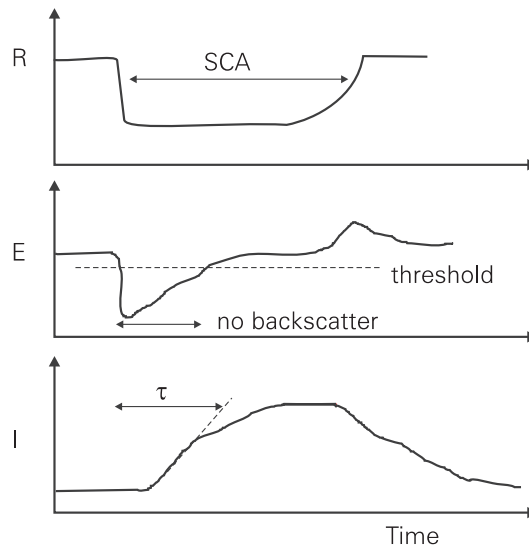 R
SCA
E
threshold
no backscatter
τ
I
Time